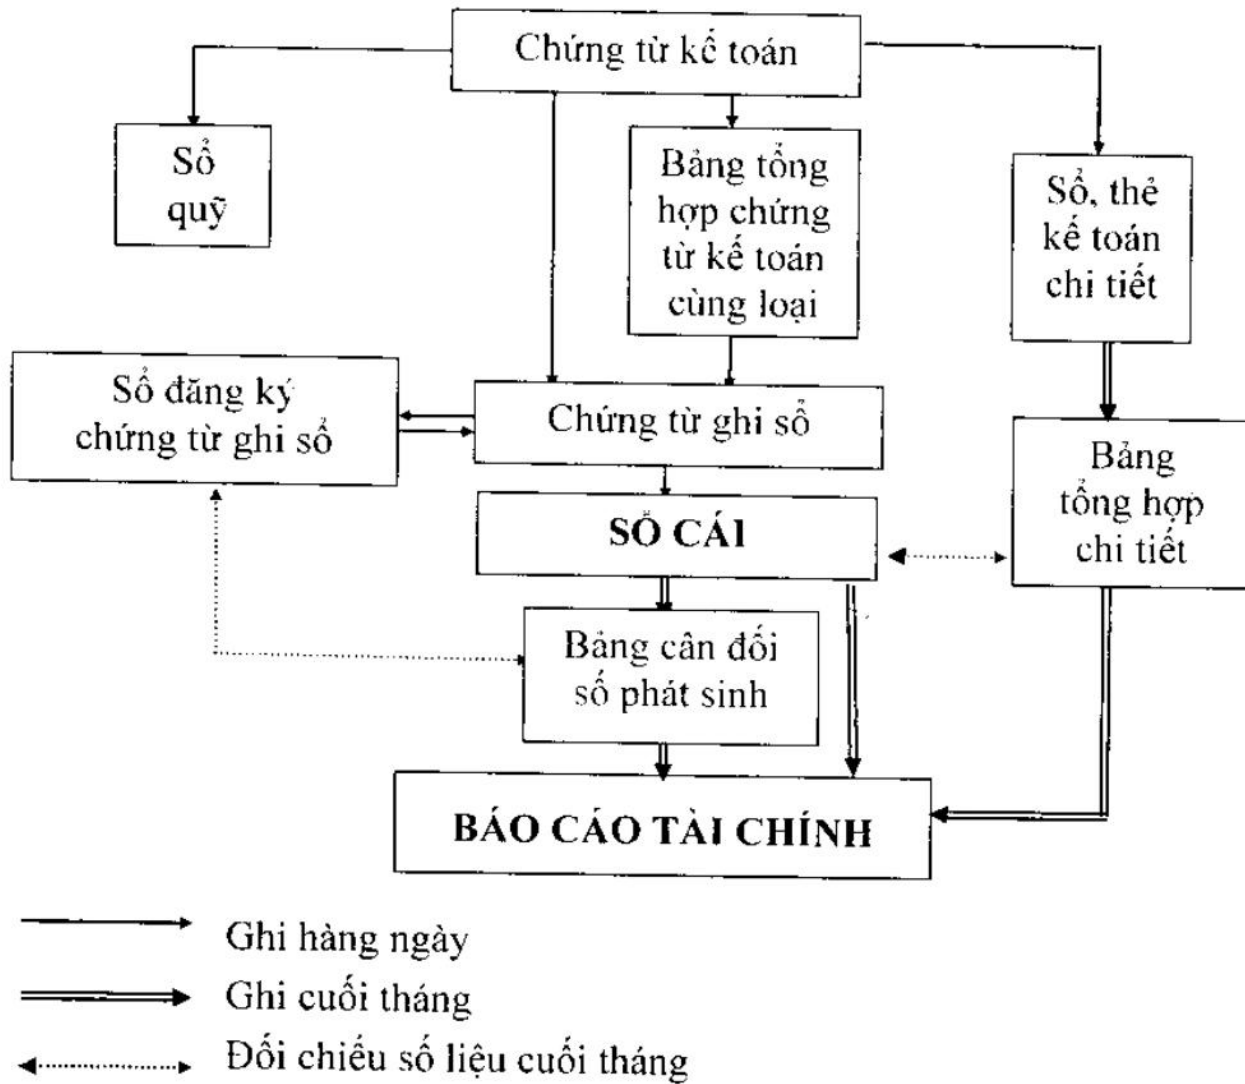 Chứng từ kế toán
Sổ
quỹ
Bảng tổng
hợp chứng
từ kế toán
cùng loại
Sổ, thẻ
kế toán
chi tiết
Sổ đăng ký
chứng từ ghi sổ
Chứng từ ghi sổ
SỔ CÁI
Bảng
tổng hợp
chi tiết
Bảng cân đối
số phát sinh
BÁO CÁO TÀI CHÍNH
Ghi hàng ngày
Ghi cuối tháng
Đối chiếu số liệu cuối tháng